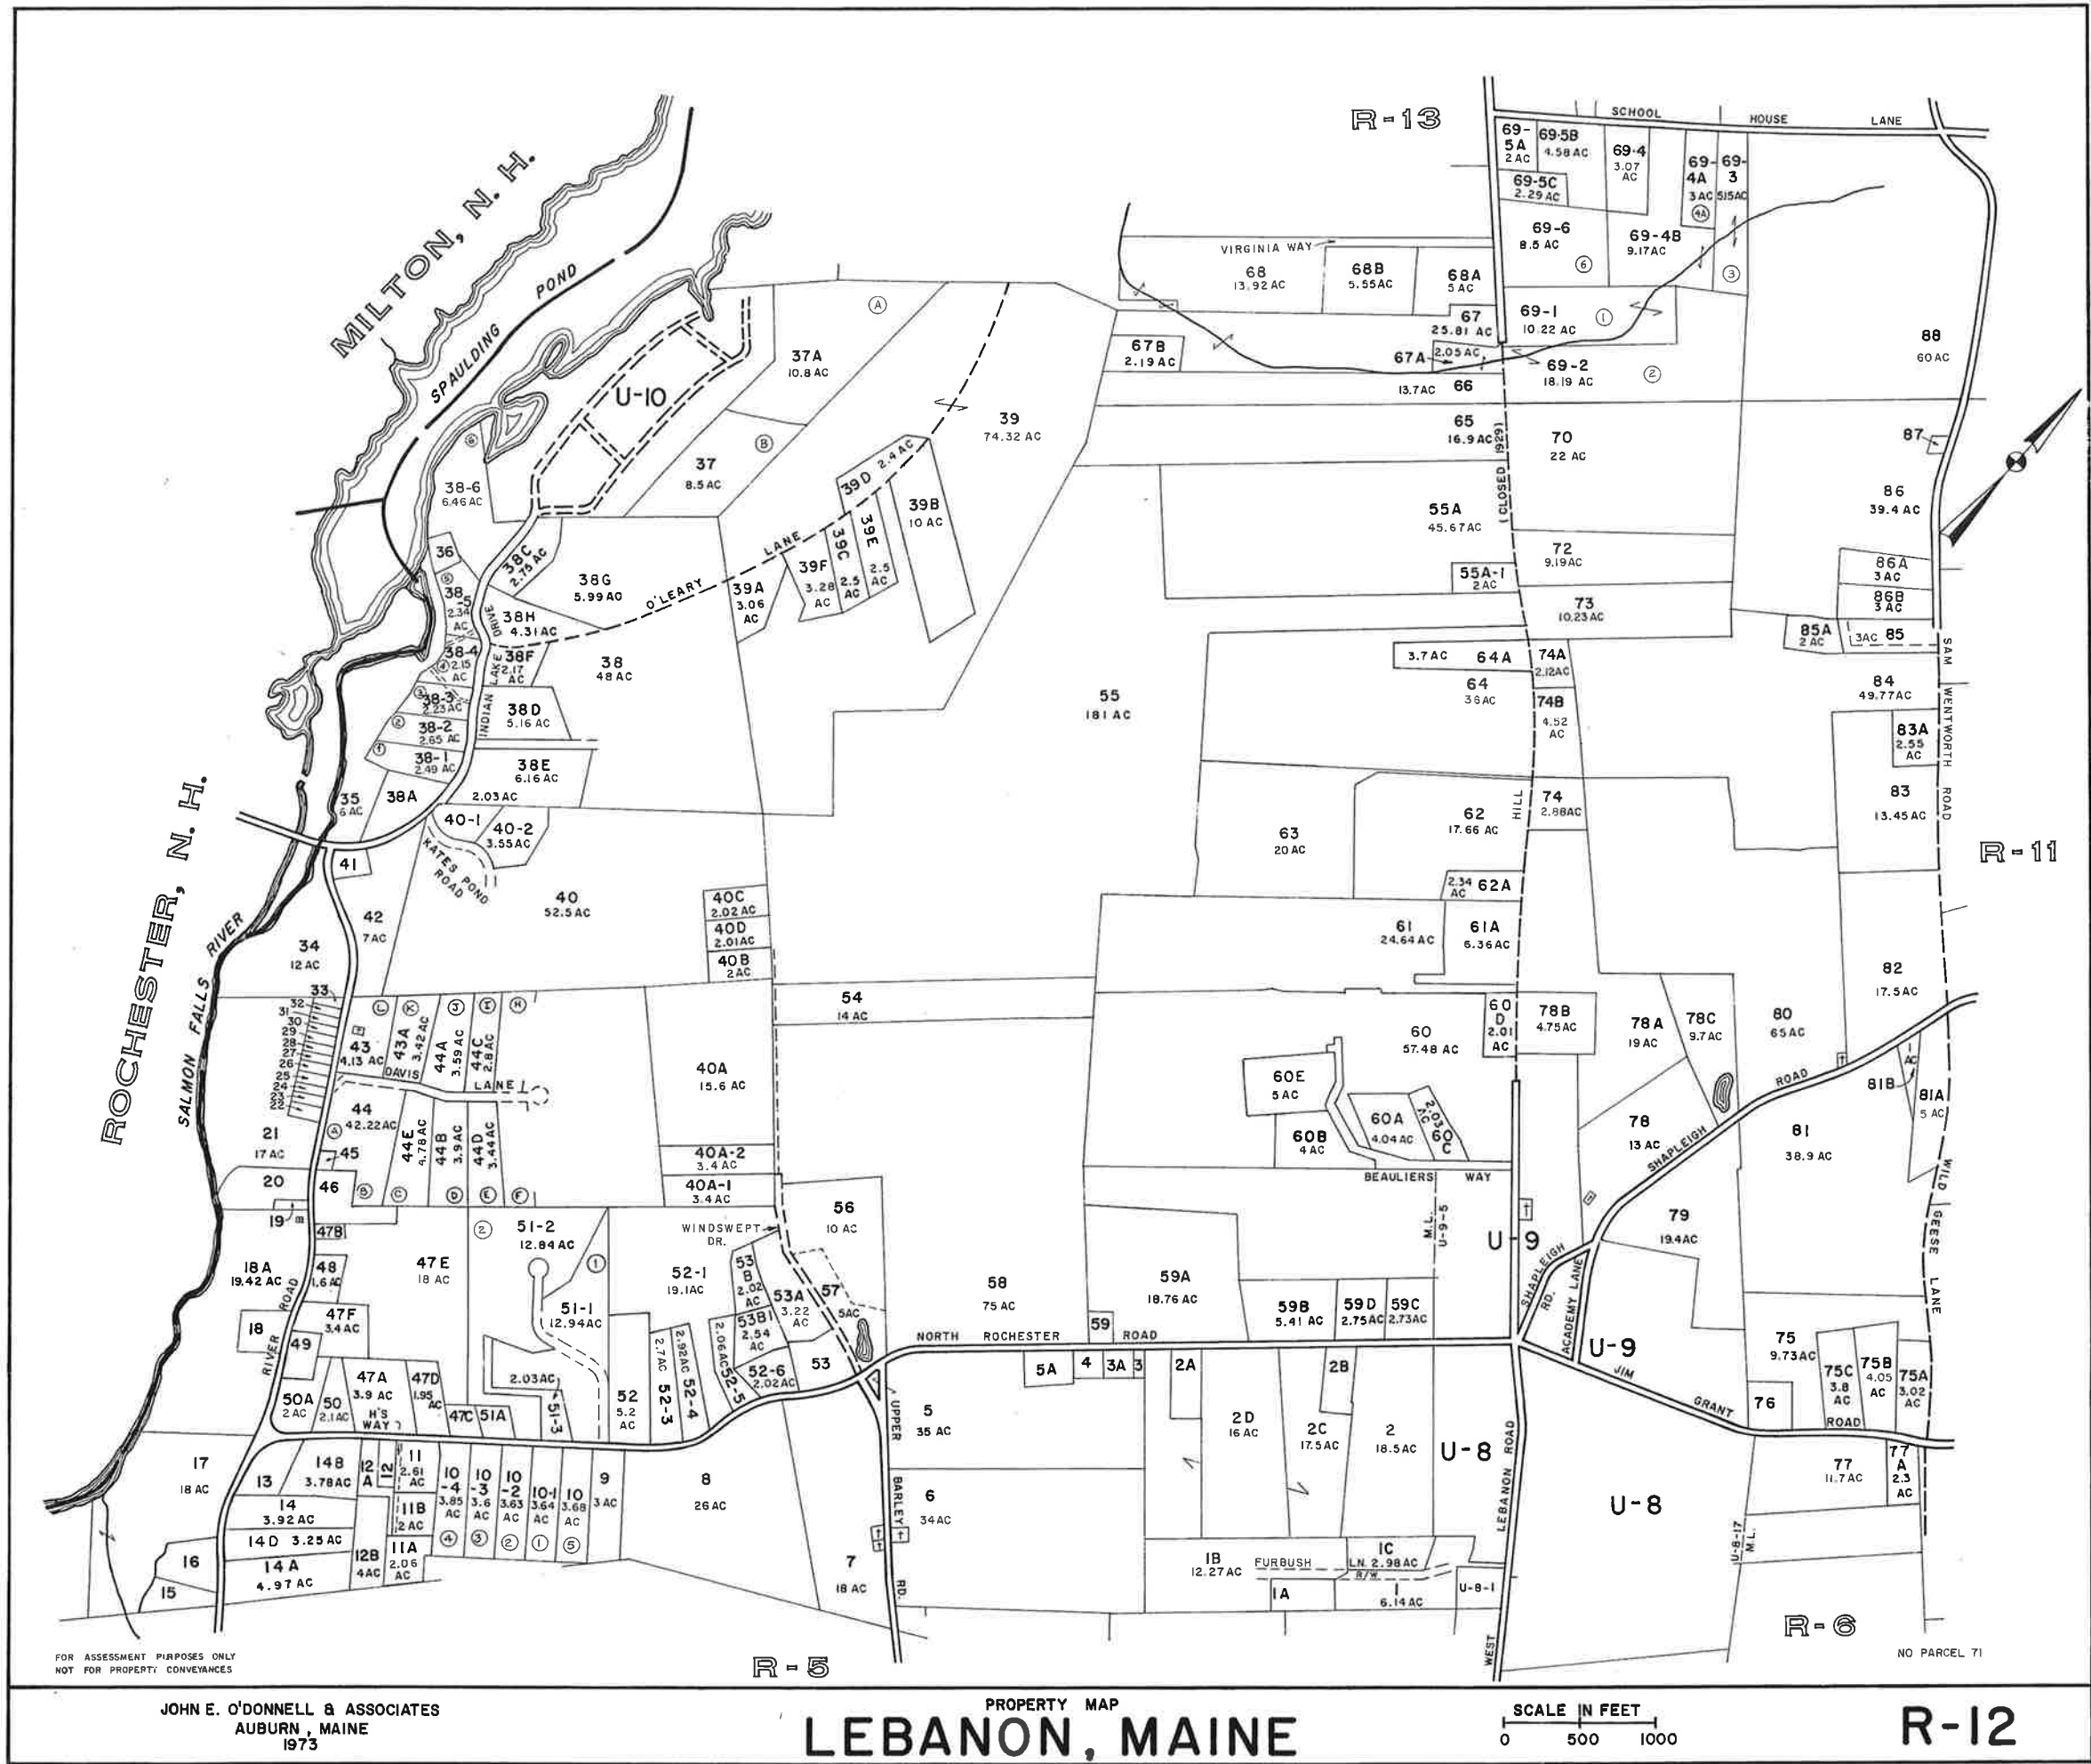 R-13
SCHOOL HOUSE LANE
69-5A
2 AC
69-5B
4.58 AC
69-4
3.07 AC
69-4A
3 AC
4A
69-3
5.15 AC
3
69-5C
2.29 AC
69-6
8.5 AC
6
69-4B
9.17 AC
MILTON, N. H.
SPAULDING POND
VIRGINIA WAY
68
13.92 AC
68B
5.55 AC
68A
5 AC
67
25.81 AC
69-1
10.22 AC
1
88
60 AC
67B
2.19 AC
67A
2.05 AC
69-2
18.19 AC
2
13.7 AC 66
U-10
A
37A
10.8 AC
B
37
8.5 AC
39
74.32 AC
65
16.9 AC
(CLOSED 1929)
70
22 AC
87
86
39.4 AC
6
38-6
6.46 AC
39D 2.4 AC
39B
10 AC
39E
2.5 AC
39C
2.5 AC
39F
3.28 AC
39A
3.06 AC
O'LEARY LANE
55A
45.67 AC
72
9.19 AC
55A-1
2 AC
73
10.23 AC
86A
3 AC
86B
3 AC
85A
2 AC
3 AC 85
36
38C
2.75 AC
38G
5.99 AC
5
38-5
2.34 AC
38H
4.31 AC
INDIAN LAKE DRIVE
38-4
4
2.15 AC
38F
2.17 AC
38
48 AC
3
38-3
2.23 AC
38D
5.16 AC
2
38-2
2.65 AC
1
38-1
2.49 AC
38E
6.16 AC
2.03 AC
38A
35
6 AC
55
181 AC
3.7 AC 64A
64
36 AC
74A
2.12 AC
74B
4.52 AC
84
49.77 AC
83A
2.55 AC
83
13.45 AC
SAM WENTWORTH ROAD
R-11
ROCHESTER, N. H.
SALMON FALLS RIVER
40-1
40-2
3.55 AC
KATES POND ROAD
41
42
7 AC
40
52.5 AC
40C
2.02 AC
40D
2.01 AC
40B
2 AC
34
12 AC
63
20 AC
62
17.66 AC
HILL
74
2.88 AC
2.34 AC 62A
61
24.64 AC
61A
6.36 AC
82
17.5 AC
33
32
31
30
29
28
27
26
25
24
23
22
L
K
J
I
H
43
4.13 AC
43A
3.42 AC
44A
3.59 AC
44C
2.8 AC
DAVIS LANE
54
14 AC
40A
15.6 AC
60
57.48 AC
60D
2.01 AC
78B
4.75 AC
78A
19 AC
78C
9.7 AC
80
65 AC
60E
5 AC
60A
4.04 AC
2.03 AC
60C
60B
4 AC
BEAULIERS WAY
78
13 AC
SHAPLEIGH ROAD
81
38.9 AC
81B
AC
81A
5 AC
WILD GEESE LANE
21
17 AC
44
42.22 AC
A
45
44E
4.78 AC
44B
3.9 AC
44D
3.44 AC
B
C
D
E
F
40A-2
3.4 AC
40A-1
3.4 AC
20
19
46
47B
18A
19.42 AC
48
1.6 AC
47E
18 AC
2
51-2
12.84 AC
1
51-1
12.94 AC
WINDSWEPT DR.
52-1
19.1 AC
53B
2.02 AC
53A
3.22 AC
53B1
2.54 AC
56
10 AC
57
5 AC
58
75 AC
59A
18.76 AC
59
59B
5.41 AC
59D
2.75 AC
59C
2.73 AC
M.L.
U-9-5
U-9
SHAPLEIGH RD.
ACADEMY LANE
79
19.4 AC
U-9
75
9.73 AC
75C
3.8 AC
75B
4.05 AC
75A
3.02 AC
76
JIM GRANT ROAD
18
RIVER ROAD
47F
3.4 AC
49
50A
2 AC
50
2.1 AC
47A
3.9 AC
H'S WAY
47D
1.95 AC
47C
51A
2.03 AC
51-3
52
5.2 AC
2.7 AC 52-3
2.92 AC 52-4
2.06 AC 52-5
52-6
2.02 AC
53
NORTH ROCHESTER ROAD
5A
4
3A
3
2A
2B
5
35 AC
2D
16 AC
2C
17.5 AC
2
18.5 AC
U-8
U-8
77
11.7 AC
77A
2.3 AC
17
18 AC
13
14B
3.78 AC
12A
12
11
2.61 AC
10-4
3.85 AC
4
10-3
3.6 AC
3
10-2
3.63 AC
2
10-1
3.64 AC
1
10
3.68 AC
5
9
3 AC
8
26 AC
14
3.92 AC
11B
2 AC
14D 3.25 AC
14A
4.97 AC
12B
4 AC
11A
2.06 AC
16
15
UPPER BARLEY RD.
6
34 AC
7
18 AC
1B
12.27 AC
FURBUSH LN.
1C
2.98 AC
R/W
1A
1
6.14 AC
U-8-1
WEST LEBANON ROAD
U-8-17
M.L.
R-6
NO PARCEL 71
R-5
FOR ASSESSMENT PURPOSES ONLY
NOT FOR PROPERTY CONVEYANCES
JOHN E. O'DONNELL & ASSOCIATES
AUBURN, MAINE
1973
PROPERTY MAP
LEBANON, MAINE
SCALE IN FEET
0 500 1000
R-12